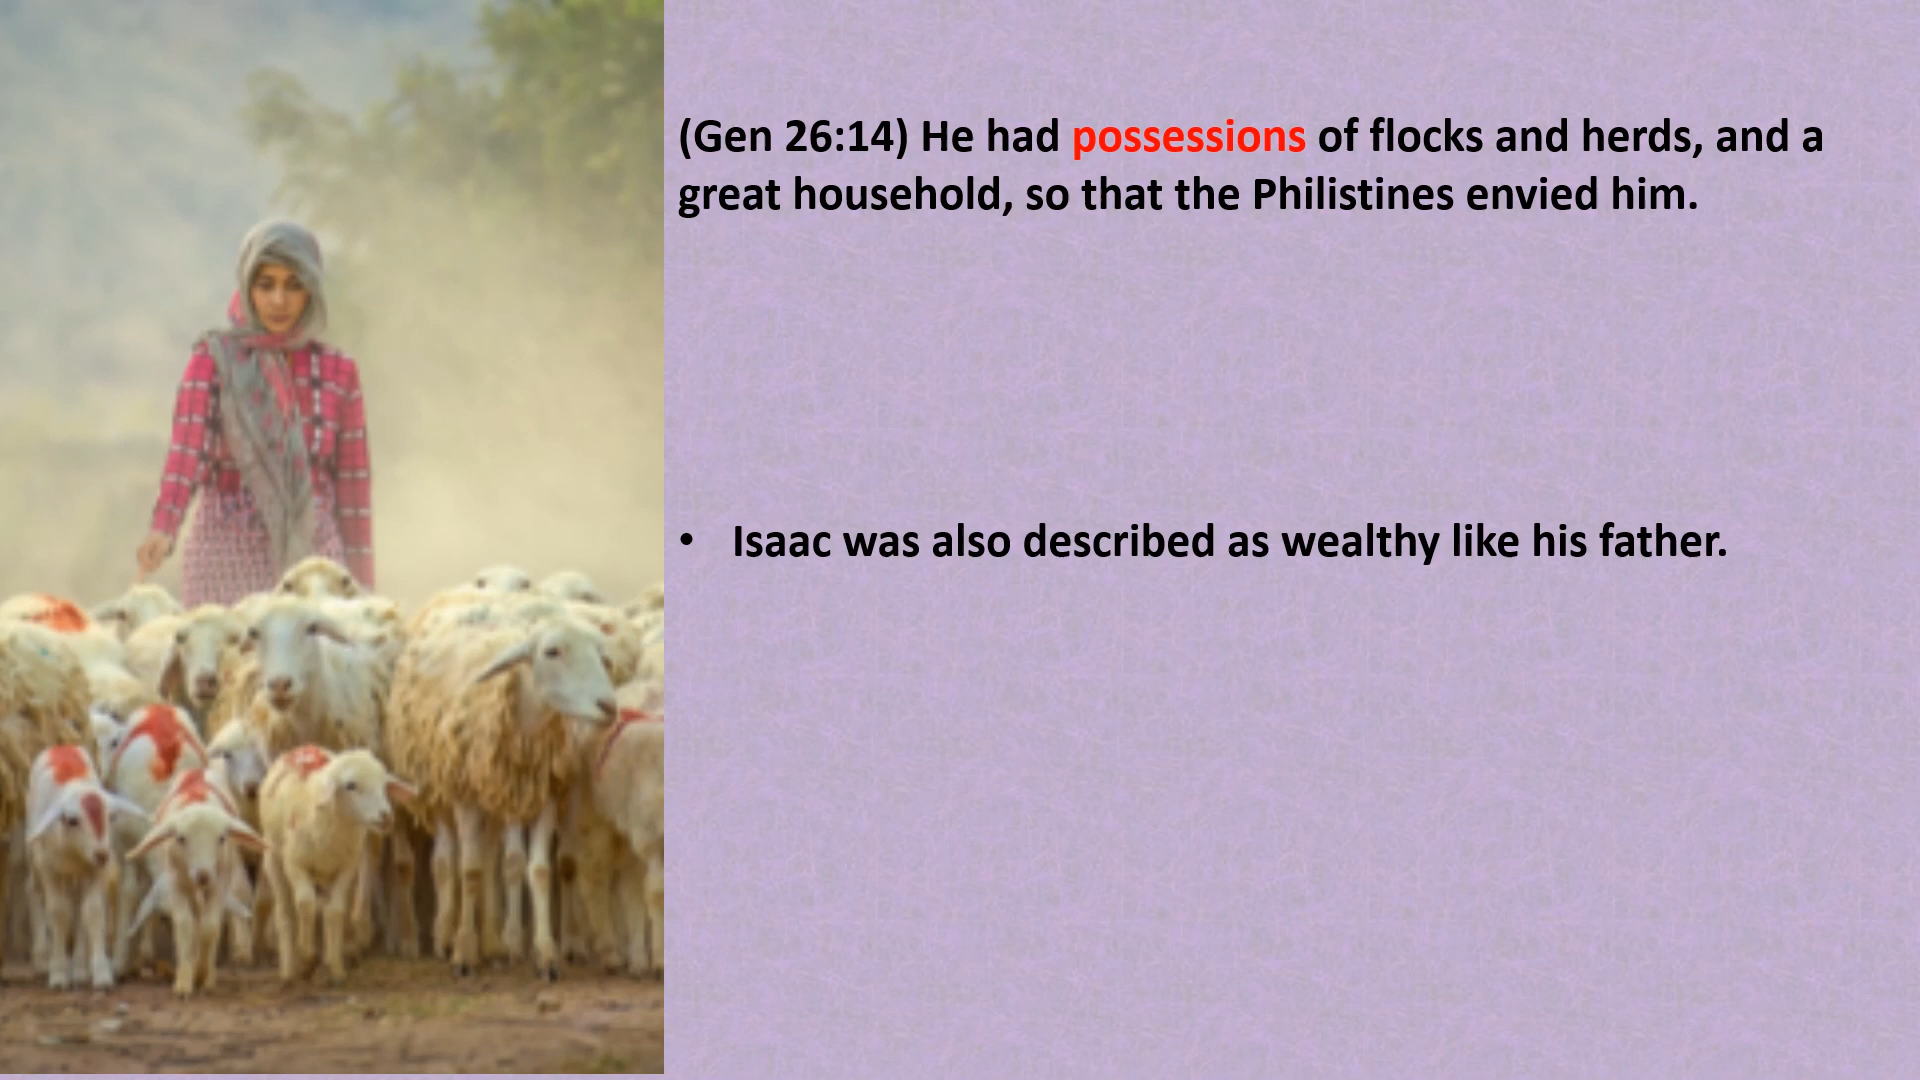 (Gen 26:14) He had possessions of flocks and herds, and a
great household, so that the Philistines envied him.
• Isaac was also described as wealthy like his father.